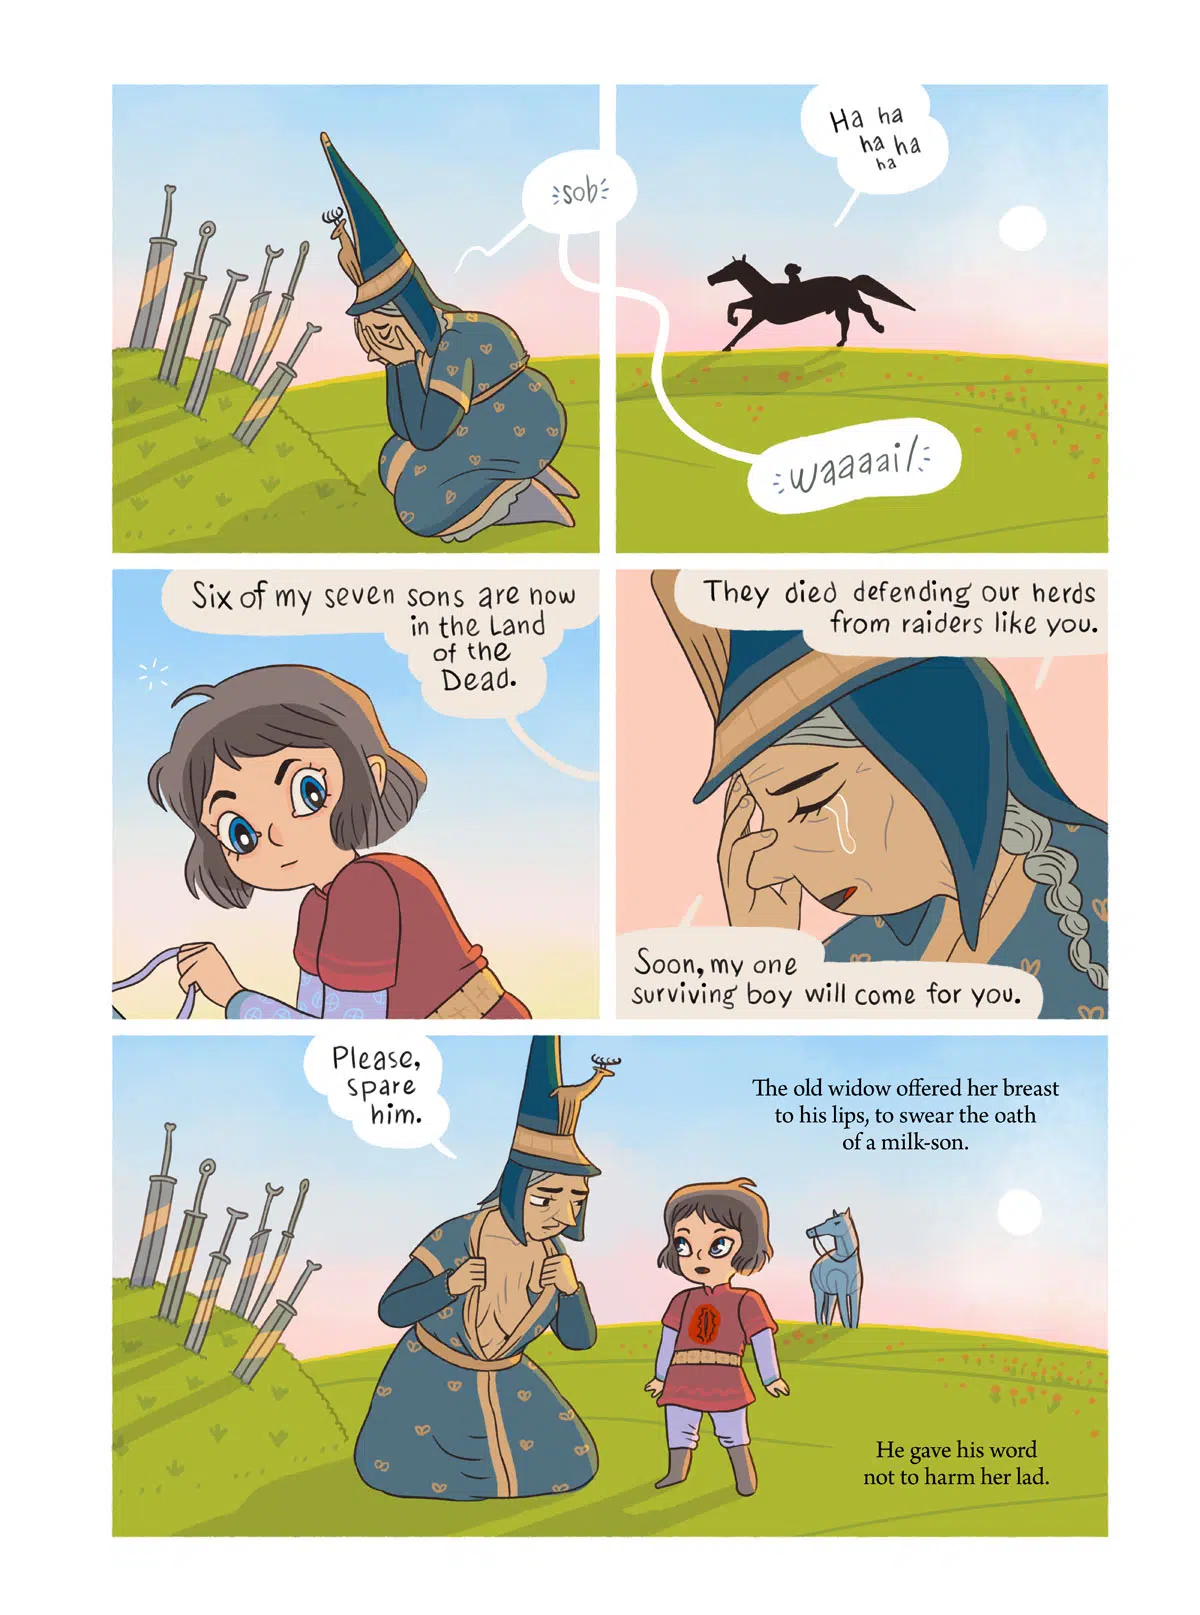 sob
Ha ha
ha ha
ha
waaaail
Six of my seven sons are now
in the Land
of the
Dead.
They died defending our herds
from raiders like you.
Soon, my one
surviving boy will come for you.
Please,
spare
him.
The old widow offered her breast
to his lips, to swear the oath
of a milk-son.
He gave his word
not to harm her lad.